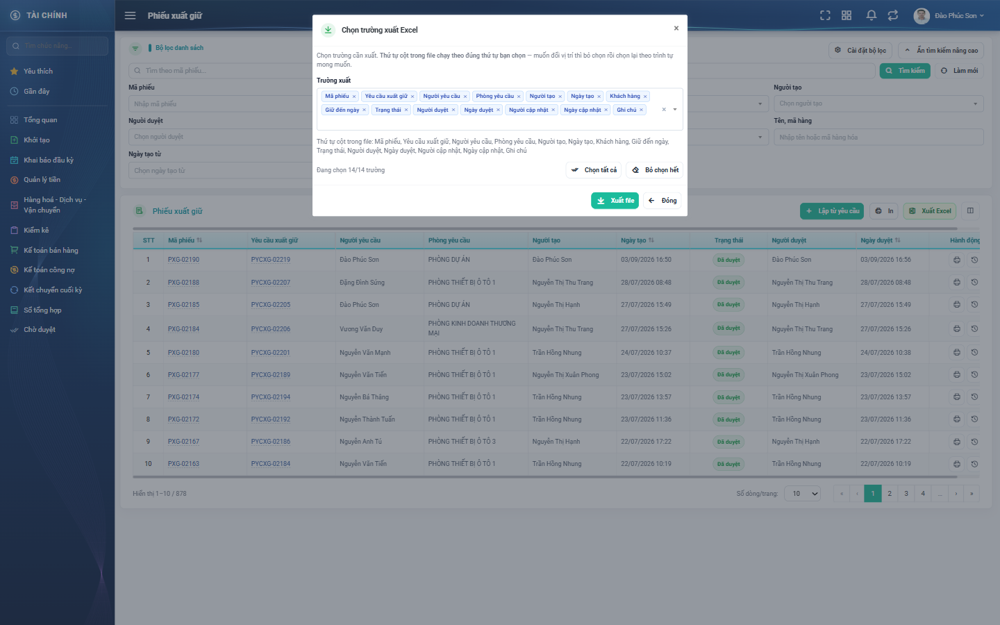 TÀI CHÍNH
Phiếu xuất giữ
Đào Phúc Sơn
Tìm chức năng...
Yêu thích
Gần đây
Tổng quan
Khởi tạo
Khai báo đầu kỳ
Quản lý tiền
Hàng hoá - Dịch vụ -
Vận chuyển
Kiểm kê
Kế toán bán hàng
Kế toán công nợ
Kết chuyển cuối kỳ
Sổ tổng hợp
Chờ duyệt
Bộ lọc danh sách
Cài đặt bộ lọc
Ẩn tìm kiếm nâng cao
Tìm theo mã phiếu...
Tìm kiếm
Làm mới
Mã phiếu
Người tạo
Nhập mã phiếu
Chọn người tạo
Người duyệt
Tên, mã hàng
Chọn người duyệt
Nhập tên hoặc mã hàng hóa
Ngày tạo từ
Chọn ngày tạo từ
Chọn trường xuất Excel
×
Chọn trường cần xuất. Thứ tự cột trong file chạy theo đúng thứ tự bạn chọn — muốn đổi vị trí thì bỏ chọn rồi chọn lại theo trình tự
mong muốn.
Trường xuất
Mã phiếu × Yêu cầu xuất giữ × Người yêu cầu × Phòng yêu cầu × Người tạo × Ngày tạo × Khách hàng ×
Giữ đến ngày × Trạng thái × Người duyệt × Ngày duyệt × Người cập nhật × Ngày cập nhật × Ghi chú × ×
Thứ tự cột trong file: Mã phiếu, Yêu cầu xuất giữ, Người yêu cầu, Phòng yêu cầu, Người tạo, Ngày tạo, Khách hàng, Giữ đến ngày,
Trạng thái, Người duyệt, Ngày duyệt, Người cập nhật, Ngày cập nhật, Ghi chú
Đang chọn 14/14 trường
Chọn tất cả
Bỏ chọn hết
Xuất file
Đóng
Phiếu xuất giữ
+ Lập từ yêu cầu
In
Xuất Excel
STT Mã phiếu Yêu cầu xuất giữ Người yêu cầu Phòng yêu cầu Người tạo Ngày tạo Trạng thái Người duyệt Ngày duyệt Hành động
1 PXG-02190 PYCXG-02219 Đào Phúc Sơn PHÒNG DỰ ÁN Đào Phúc Sơn 03/09/2026 16:50 Đã duyệt Đào Phúc Sơn 03/09/2026 16:56
2 PXG-02188 PYCXG-02207 Đặng Đình Sứng PHÒNG THIẾT BỊ Ô TÔ 1 Nguyễn Thị Thu Trang 28/07/2026 08:48 Đã duyệt Nguyễn Thị Thu Trang 28/07/2026 08:48
3 PXG-02185 PYCXG-02205 Đào Phúc Sơn PHÒNG DỰ ÁN Nguyễn Thị Hạnh 27/07/2026 15:49 Đã duyệt Nguyễn Thị Hạnh 27/07/2026 15:49
4 PXG-02184 PYCXG-02206 Vương Văn Duy PHÒNG KINH DOANH THƯƠNG
MẠI Nguyễn Thị Thu Trang 27/07/2026 15:26 Đã duyệt Nguyễn Thị Thu Trang 27/07/2026 15:26
5 PXG-02180 PYCXG-02201 Nguyễn Văn Mạnh PHÒNG THIẾT BỊ Ô TÔ 1 Trần Hồng Nhung 24/07/2026 10:37 Đã duyệt Trần Hồng Nhung 24/07/2026 10:38
6 PXG-02177 PYCXG-02189 Nguyễn Văn Tiến PHÒNG THIẾT BỊ Ô TÔ 1 Nguyễn Thị Xuân Phong 23/07/2026 15:02 Đã duyệt Nguyễn Thị Xuân Phong 23/07/2026 15:02
7 PXG-02174 PYCXG-02194 Nguyễn Bá Thăng PHÒNG THIẾT BỊ Ô TÔ 1 Trần Hồng Nhung 23/07/2026 13:57 Đã duyệt Trần Hồng Nhung 23/07/2026 13:57
8 PXG-02172 PYCXG-02192 Nguyễn Thành Tuấn PHÒNG THIẾT BỊ Ô TÔ 1 Trần Hồng Nhung 23/07/2026 11:36 Đã duyệt Trần Hồng Nhung 23/07/2026 11:36
9 PXG-02167 PYCXG-02186 Nguyễn Anh Tú PHÒNG THIẾT BỊ Ô TÔ 3 Nguyễn Thị Hạnh 22/07/2026 17:22 Đã duyệt Nguyễn Thị Hạnh 22/07/2026 17:22
10 PXG-02163 PYCXG-02184 Nguyễn Văn Tiến PHÒNG THIẾT BỊ Ô TÔ 1 Trần Hồng Nhung 22/07/2026 10:19 Đã duyệt Trần Hồng Nhung 22/07/2026 10:19
Hiển thị 1–10 / 878
Số dòng/trang: 10
« ‹ 1 2 3 4 ... › »